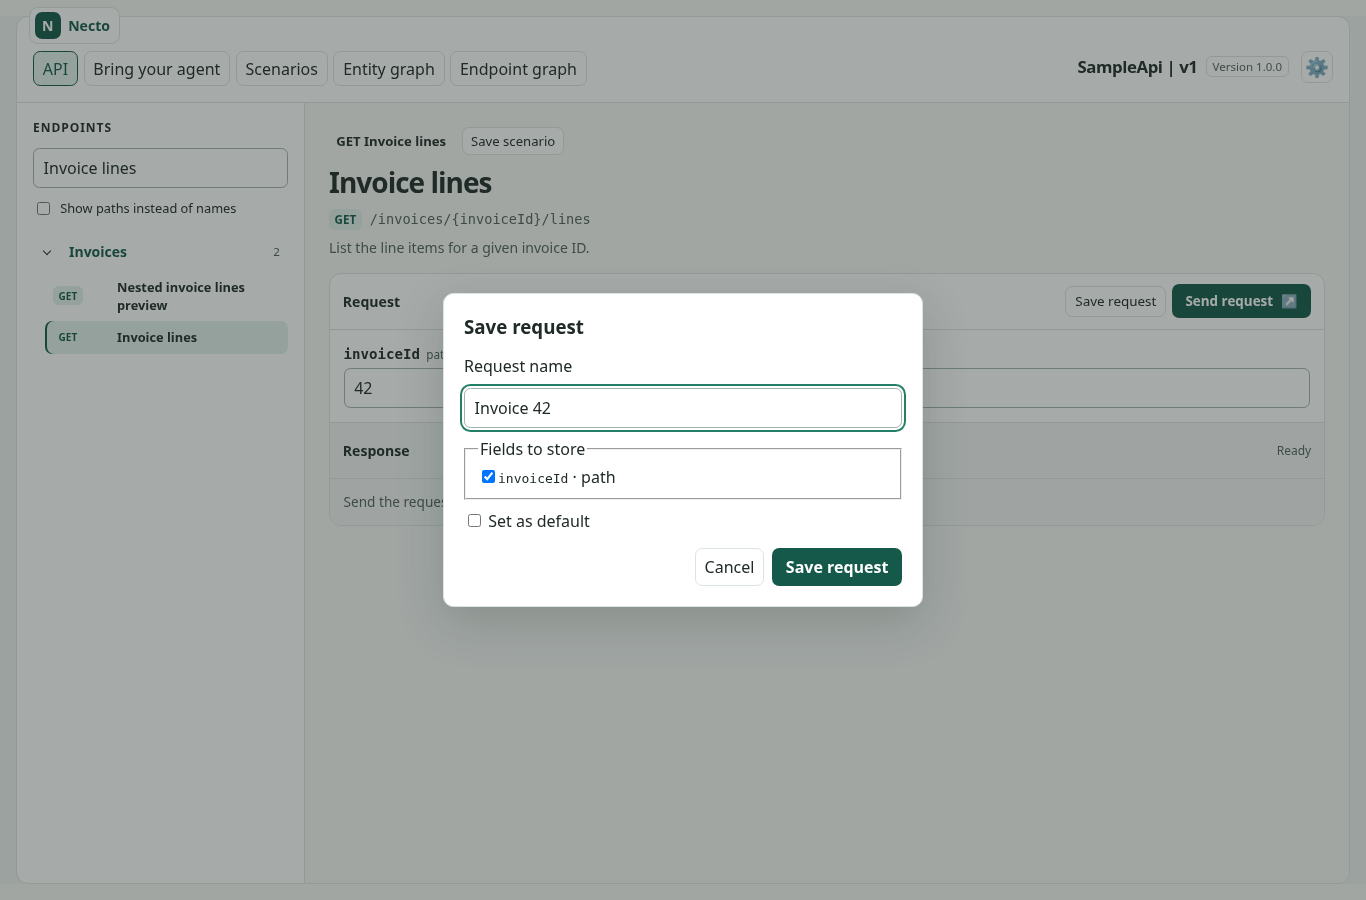 N Necto
API Bring your agent Scenarios Entity graph Endpoint graph
SampleApi | v1 Version 1.0.0
ENDPOINTS
Invoice lines
Show paths instead of names
Invoices 2
GET Nested invoice lines
preview
GET Invoice lines
GET Invoice lines Save scenario
Invoice lines
GET /invoices/{invoiceId}/lines
List the line items for a given invoice ID.
Request Save request Send request
invoiceId
42
Response Ready
Send the
Save request
Request name
Invoice 42
Fields to store
invoiceId · path
Set as default
Cancel Save request